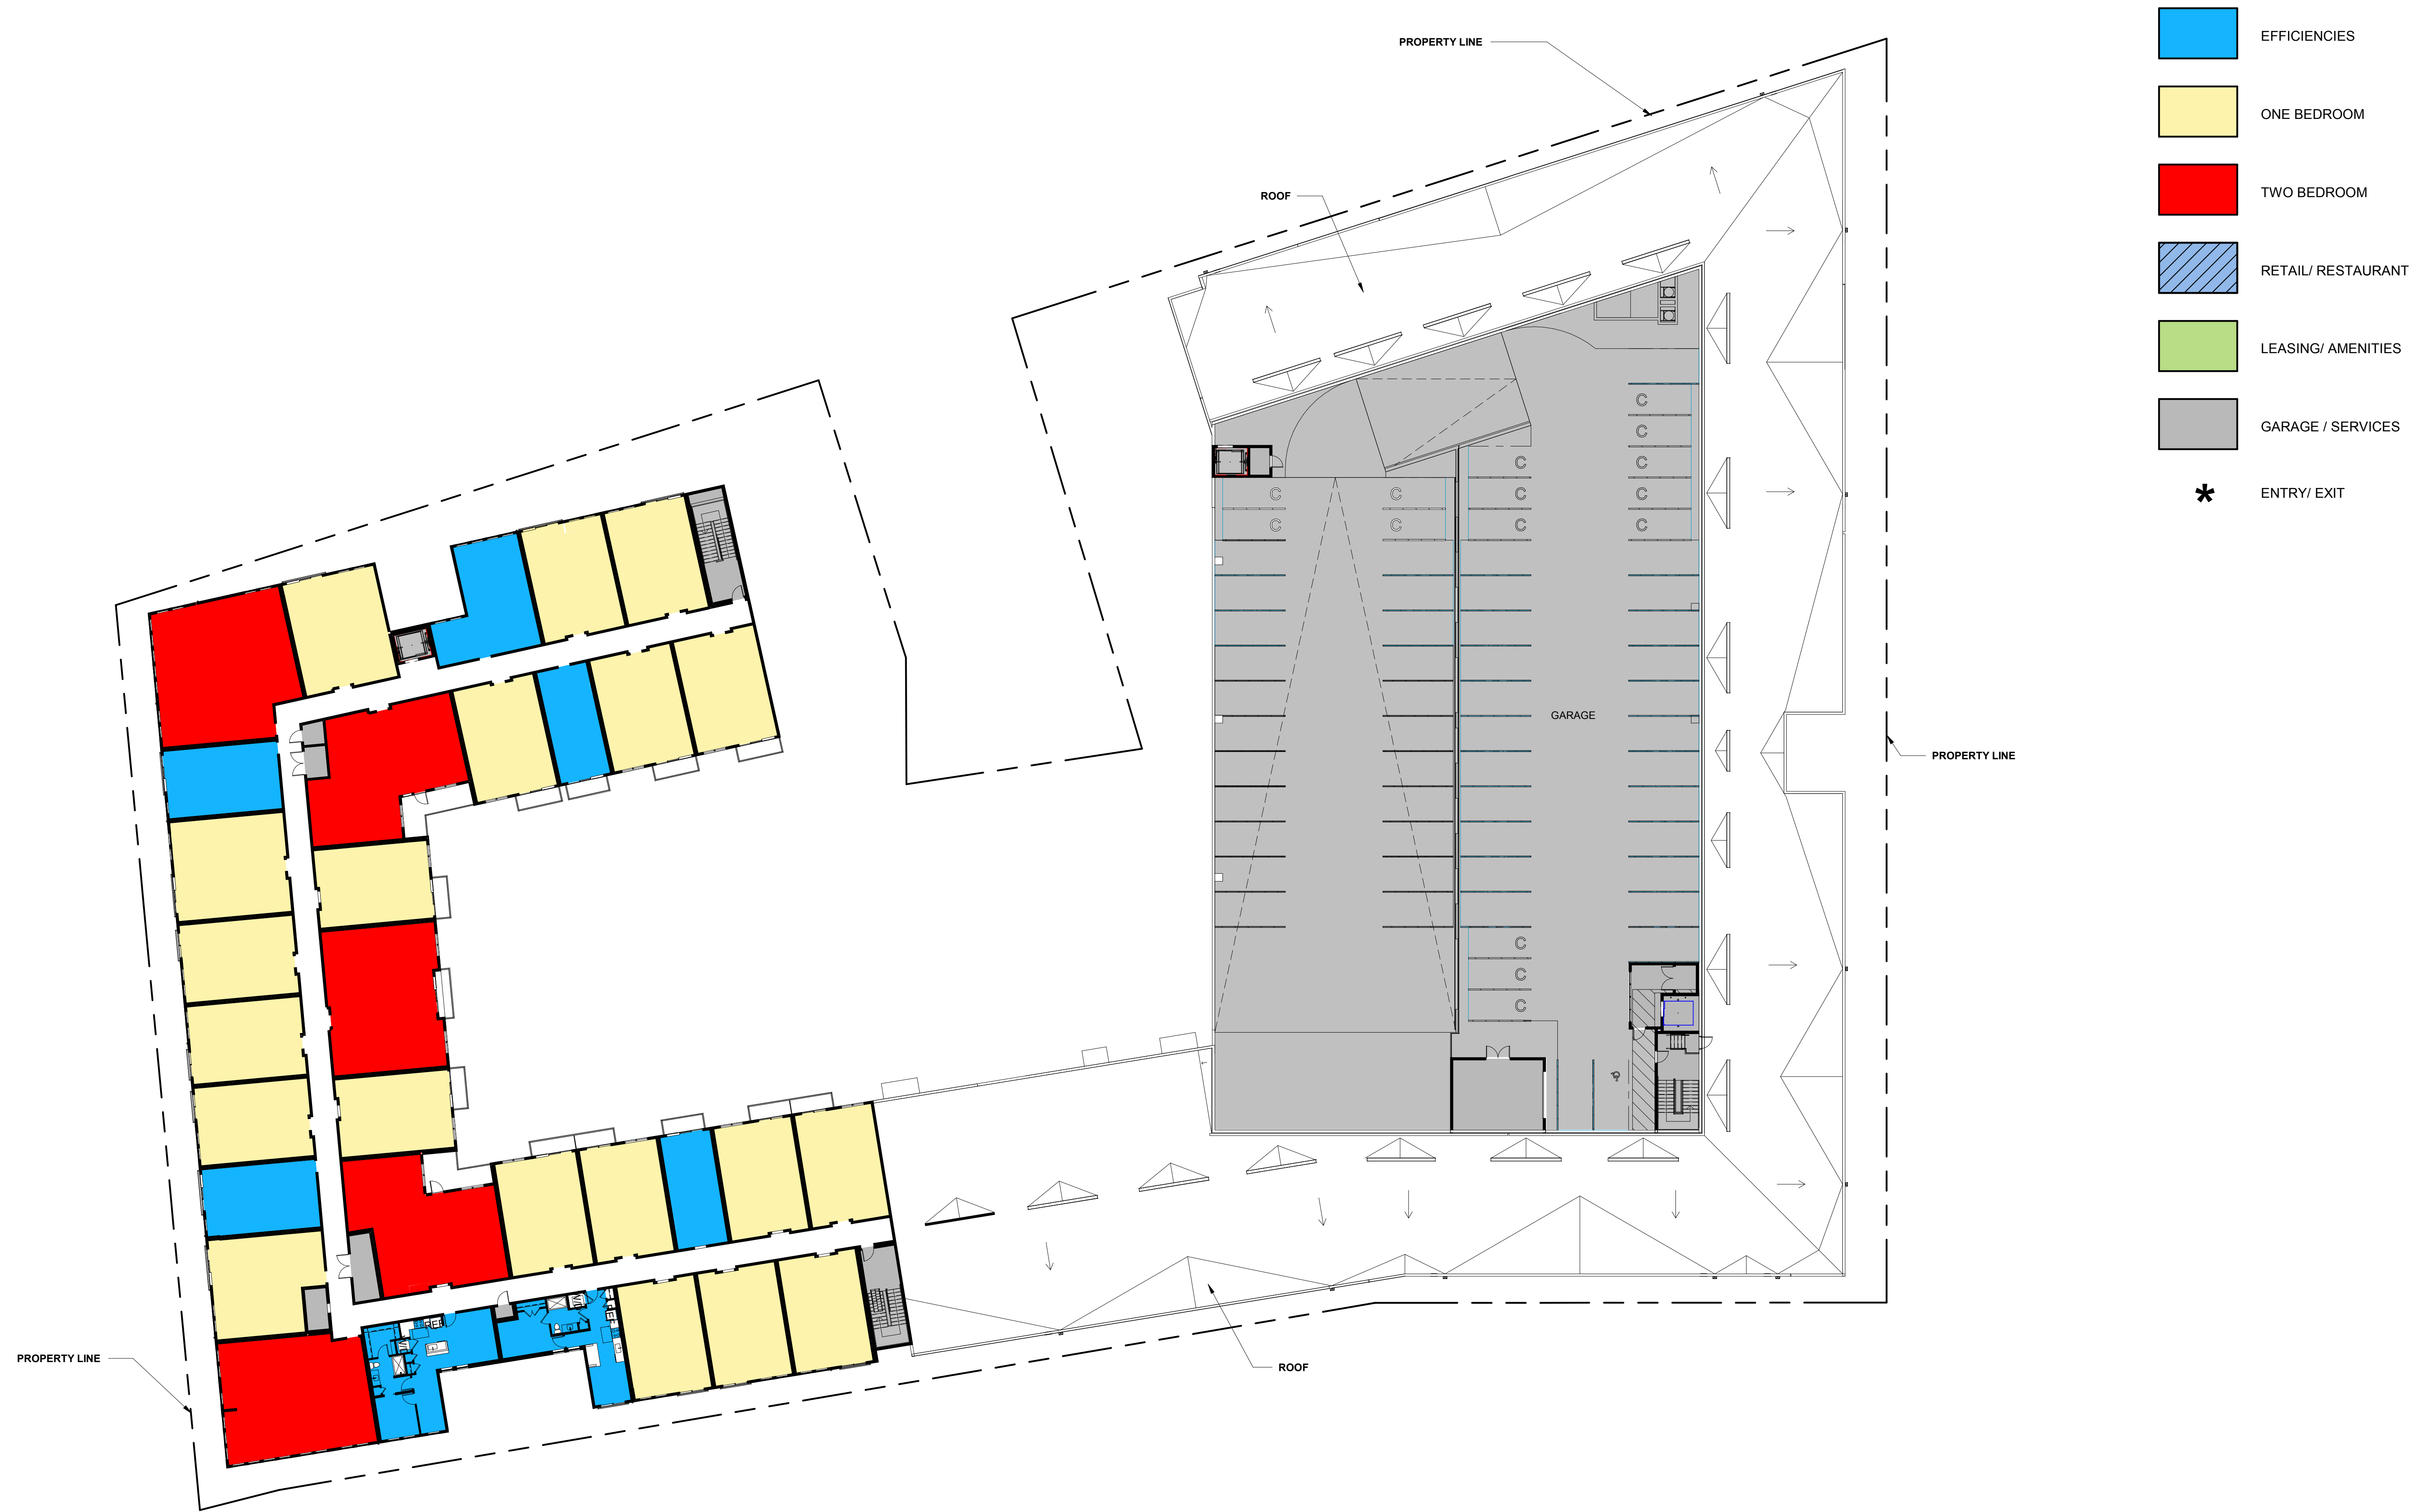 PROPERTY LINE
EFFICIENCIES
ONE BEDROOM
TWO BEDROOM
RETAIL/ RESTAURANT
LEASING/ AMENITIES
GARAGE / SERVICES
* ENTRY/ EXIT
ROOF
C
C
C C
C C C C
C C C C
GARAGE
PROPERTY LINE
C
C
C
PROPERTY LINE
ROOF
REF